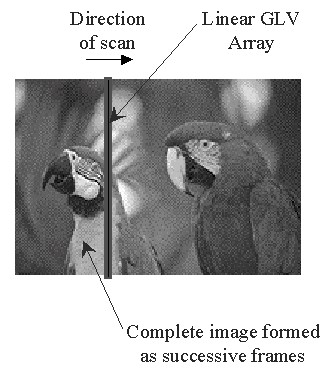 Direction
of scan
Linear GLV
Array
Complete image formed
as successive frames